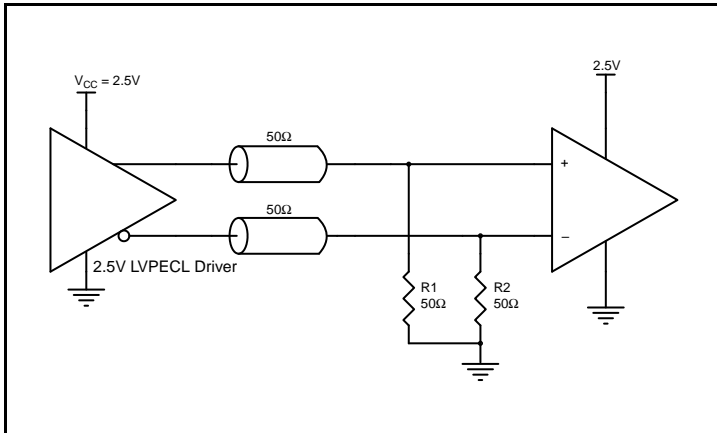 V_CC = 2.5V
2.5V
50Ω
+
50Ω
–
2.5V LVPECL Driver
R1
50Ω
R2
50Ω